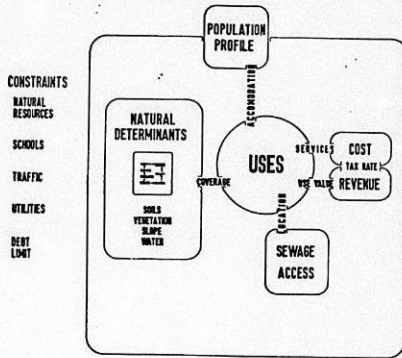 POPULATION
PROFILE
CONSTRAINTS
NATURAL
RESOURCES
SCHOOLS
TRAFFIC
UTILITIES
DEBT
LIMIT
NATURAL
DETERMINANTS
SOILS
VEGETATION
SLOPE
WATER
COVERAGE
USES
SERVICES
COST
TAX RATE
USE VALUE
REVENUE
LOCATION
SEWAGE
ACCESS